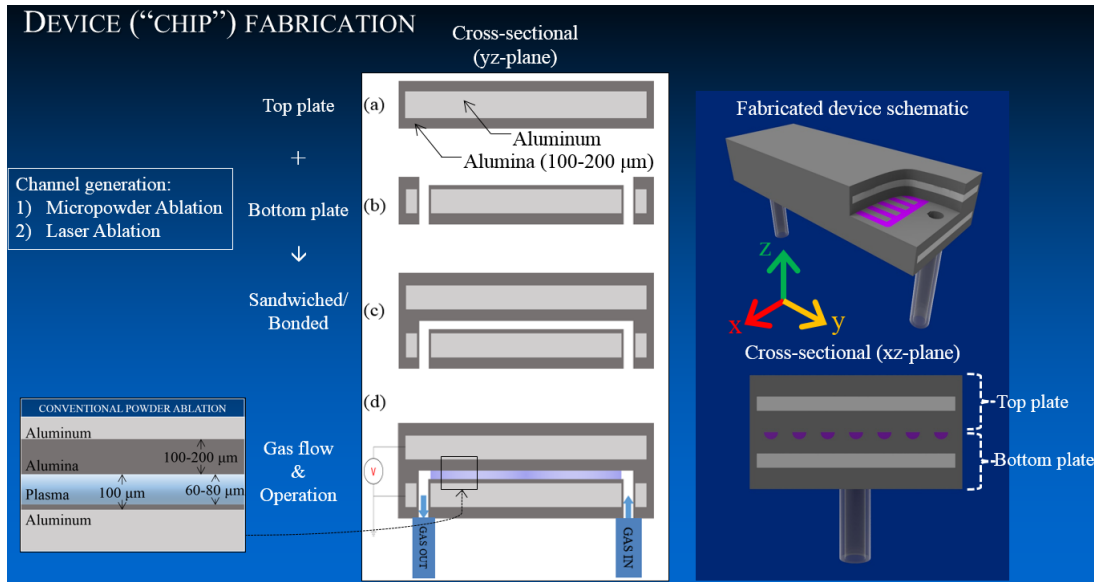 DEVICE (“CHIP”) FABRICATION
Cross-sectional
(yz-plane)
Top plate
(a)
Aluminum
Alumina (100-200 μm)
+
Channel generation:
1) Micropowder Ablation
2) Laser Ablation
Bottom plate
(b)
↓
Sandwiched/
Bonded
(c)
(d)
Gas flow
&
Operation
V
GAS OUT
GAS IN
CONVENTIONAL POWDER ABLATION
Aluminum
100-200 μm
Alumina
Plasma
100 μm
60-80 μm
Aluminum
Fabricated device schematic
z
x
y
Cross-sectional (xz-plane)
Top plate
Bottom plate